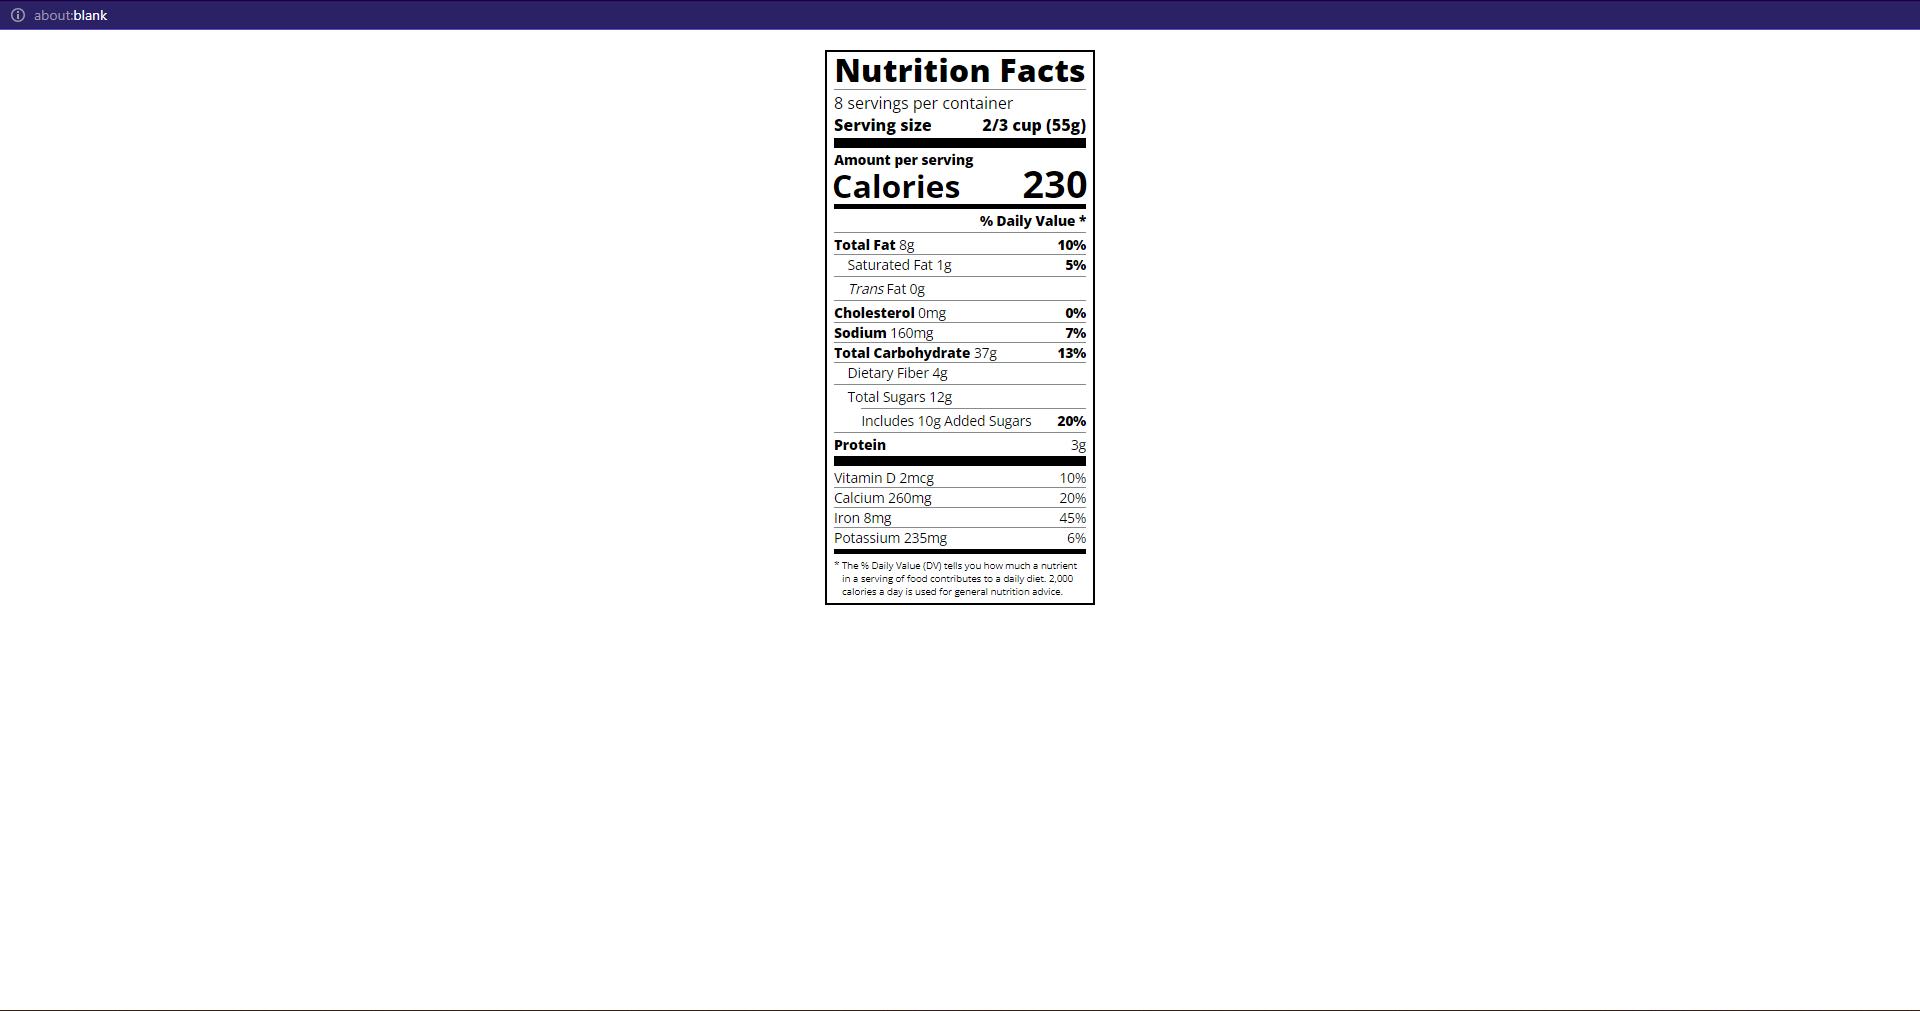 about:blank
Nutrition Facts
8 servings per container
Serving size 2/3 cup (55g)
Amount per serving
Calories 230
% Daily Value *
Total Fat 8g 10%
Saturated Fat 1g 5%
Trans Fat 0g
Cholesterol 0mg 0%
Sodium 160mg 7%
Total Carbohydrate 37g 13%
Dietary Fiber 4g
Total Sugars 12g
Includes 10g Added Sugars 20%
Protein 3g
Vitamin D 2mcg 10%
Calcium 260mg 20%
Iron 8mg 45%
Potassium 235mg 6%
* The % Daily Value (DV) tells you how much a nutrient
in a serving of food contributes to a daily diet. 2,000
calories a day is used for general nutrition advice.